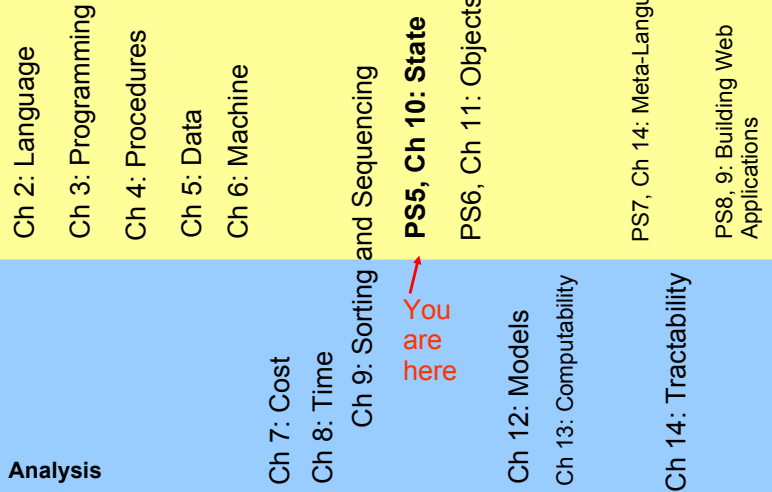 Ch 2: Language
Ch 3: Programming
Ch 4: Procedures
Ch 5: Data
Ch 6: Machine
Ch 9: Sorting and Sequencing
PS5, Ch 10: State
PS6, Ch 11: Objects
PS7, Ch 14: Meta-Langu
PS8, 9: Building Web
Applications
You
are
here
Ch 7: Cost
Ch 8: Time
Ch 12: Models
Ch 13: Computability
Ch 14: Tractability
Analysis